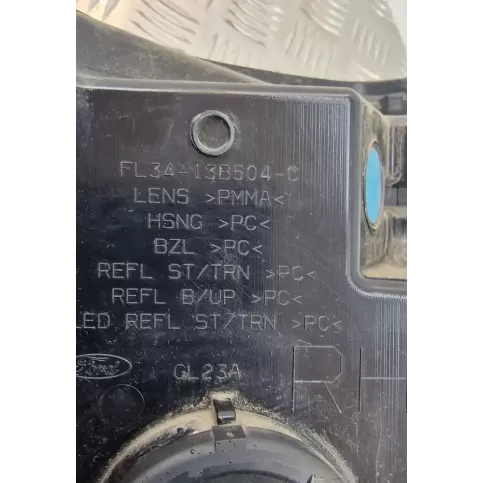 FL34-13B504-C
LENS >PMMA<
HSNG >PC<
BZL >PC<
REFL ST/TRN >PC<
REFL B/UP >PC<
LED REFL ST/TRN >PC<
Ford GL23A RH